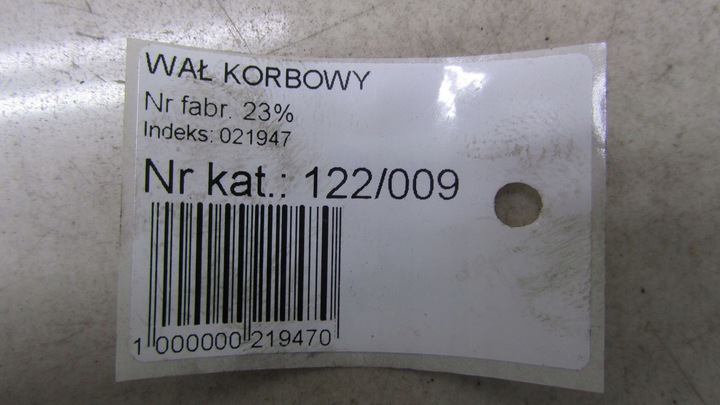 WAŁ KORBOWY
Nr fabr. 23%
Indeks: 021947
Nr kat.: 122/009
1 000000 219470